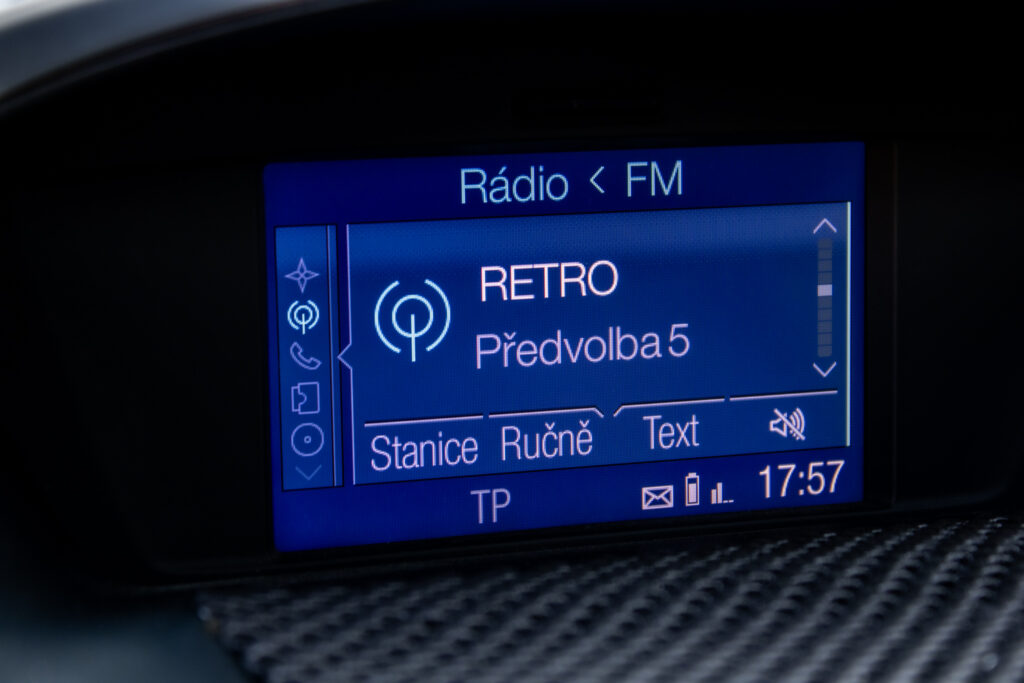 Rádio < FM
RETRO
Předvolba 5
Stanice Ručně Text
TP 17:57